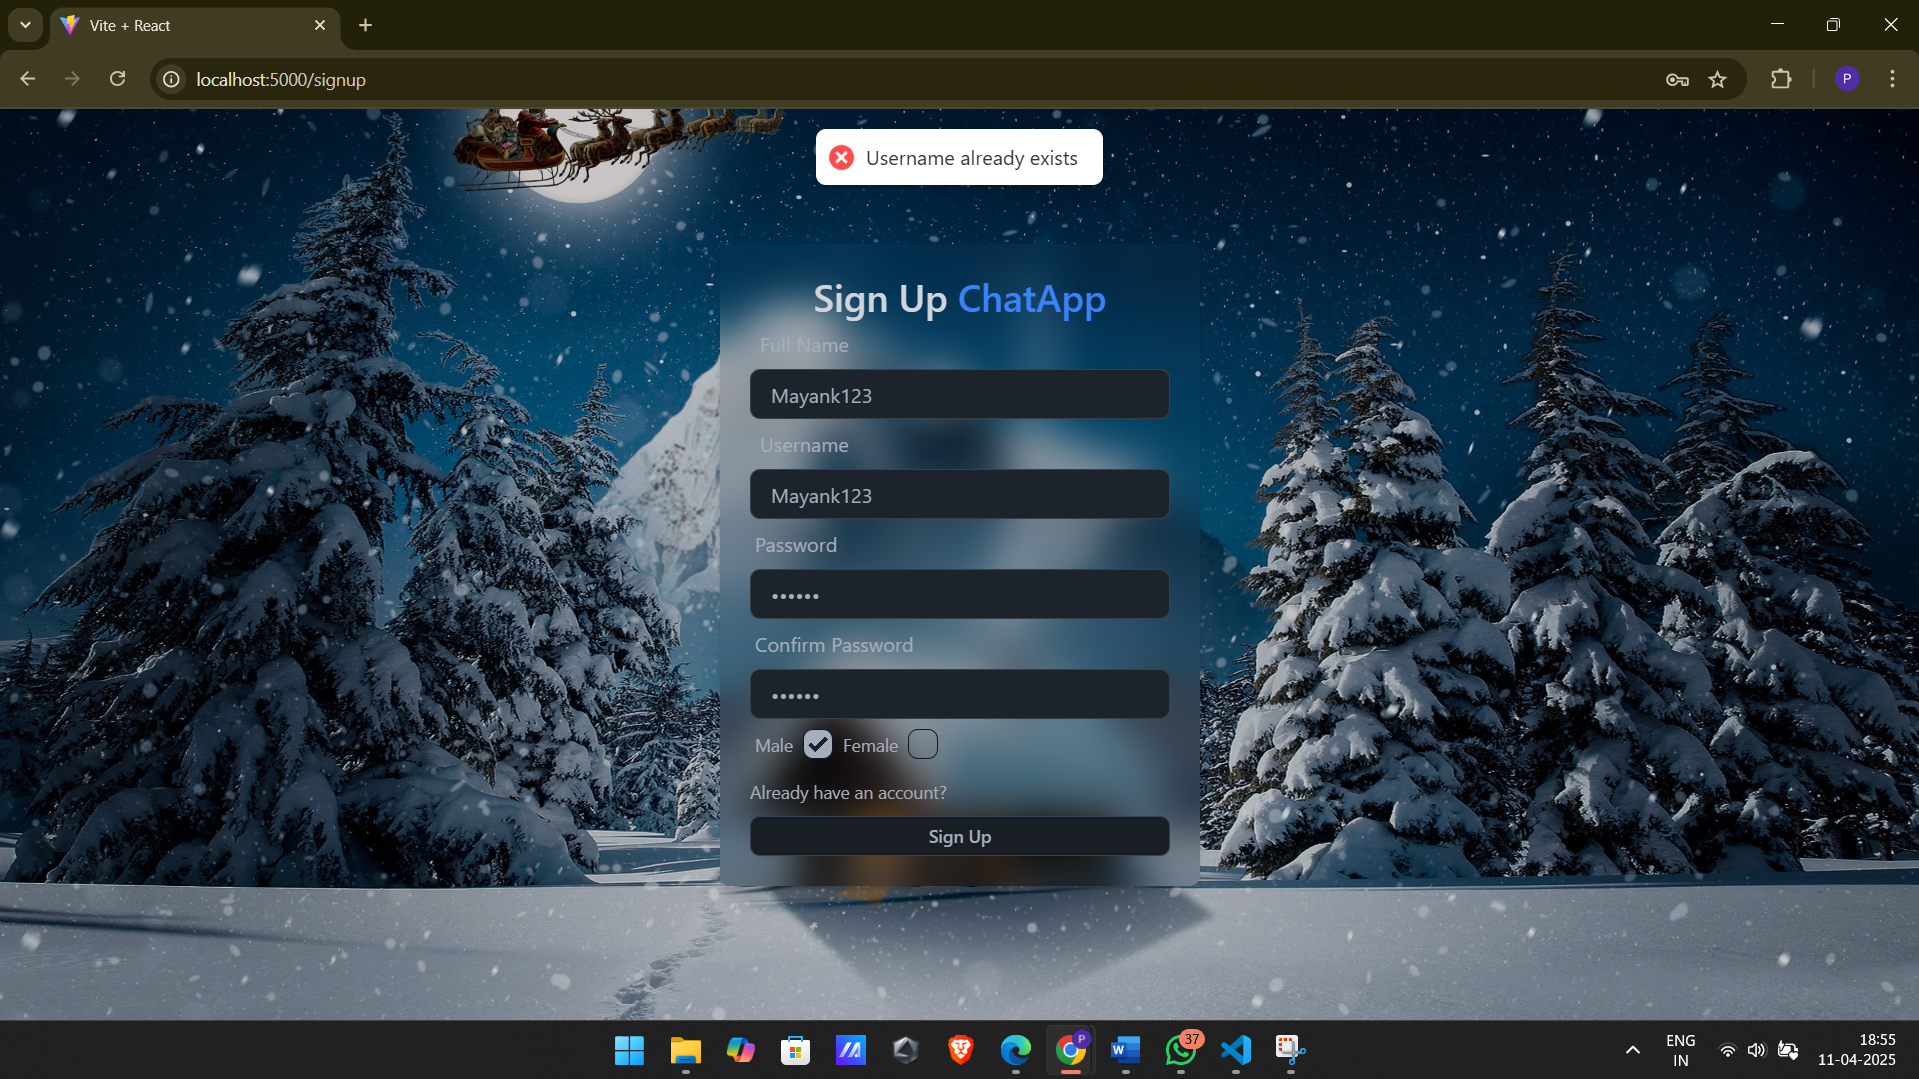 Vite + React
localhost:5000/signup
P
Username already exists
Sign Up ChatApp
Full Name
Mayank123
Username
Mayank123
Password
••••••
Confirm Password
••••••
Male Female
Already have an account?
Sign Up
P
W
37
ENG
IN
18:55
11-04-2025